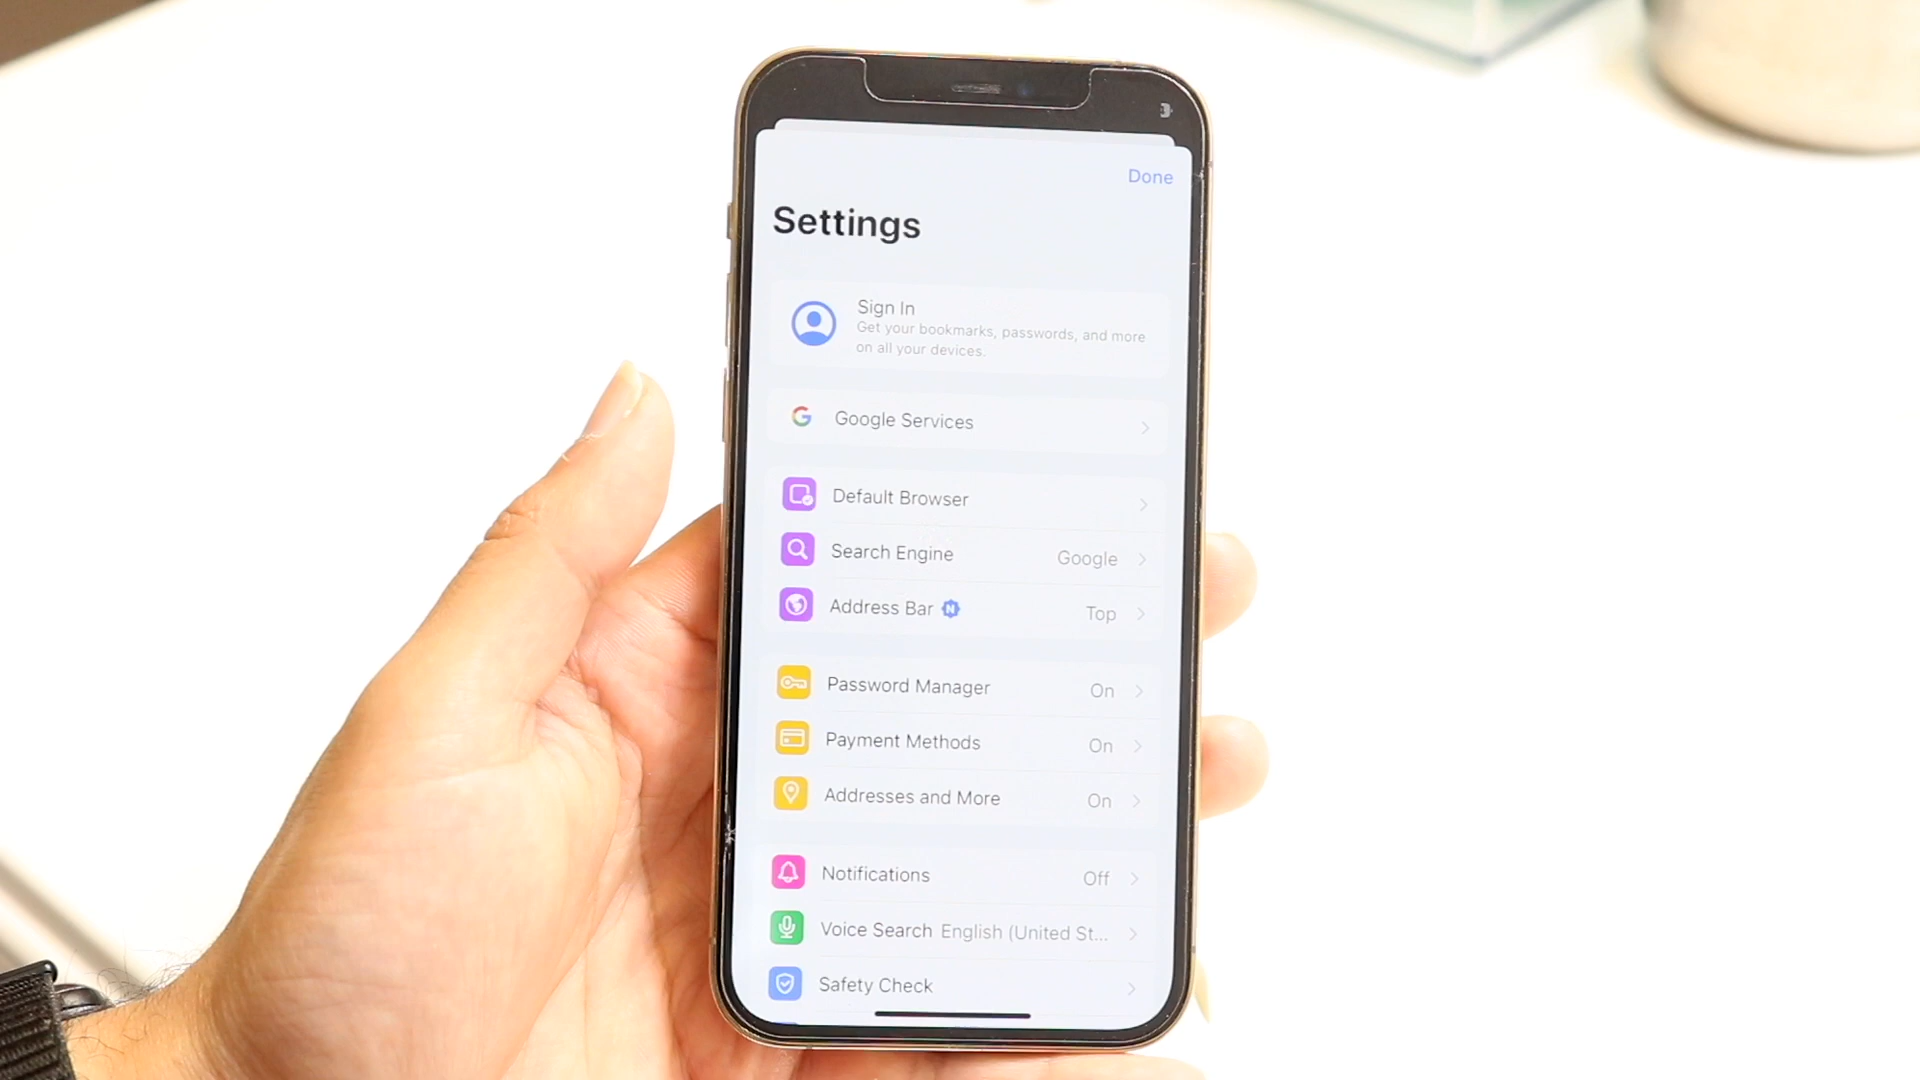 Done
Settings
Sign In
Get your bookmarks, passwords, and more
on all your devices.
G Google Services
Default Browser
Search Engine Google
Address Bar N Top
Password Manager On
Payment Methods On
Addresses and More On
Notifications Off
Voice Search English (United St...
Safety Check